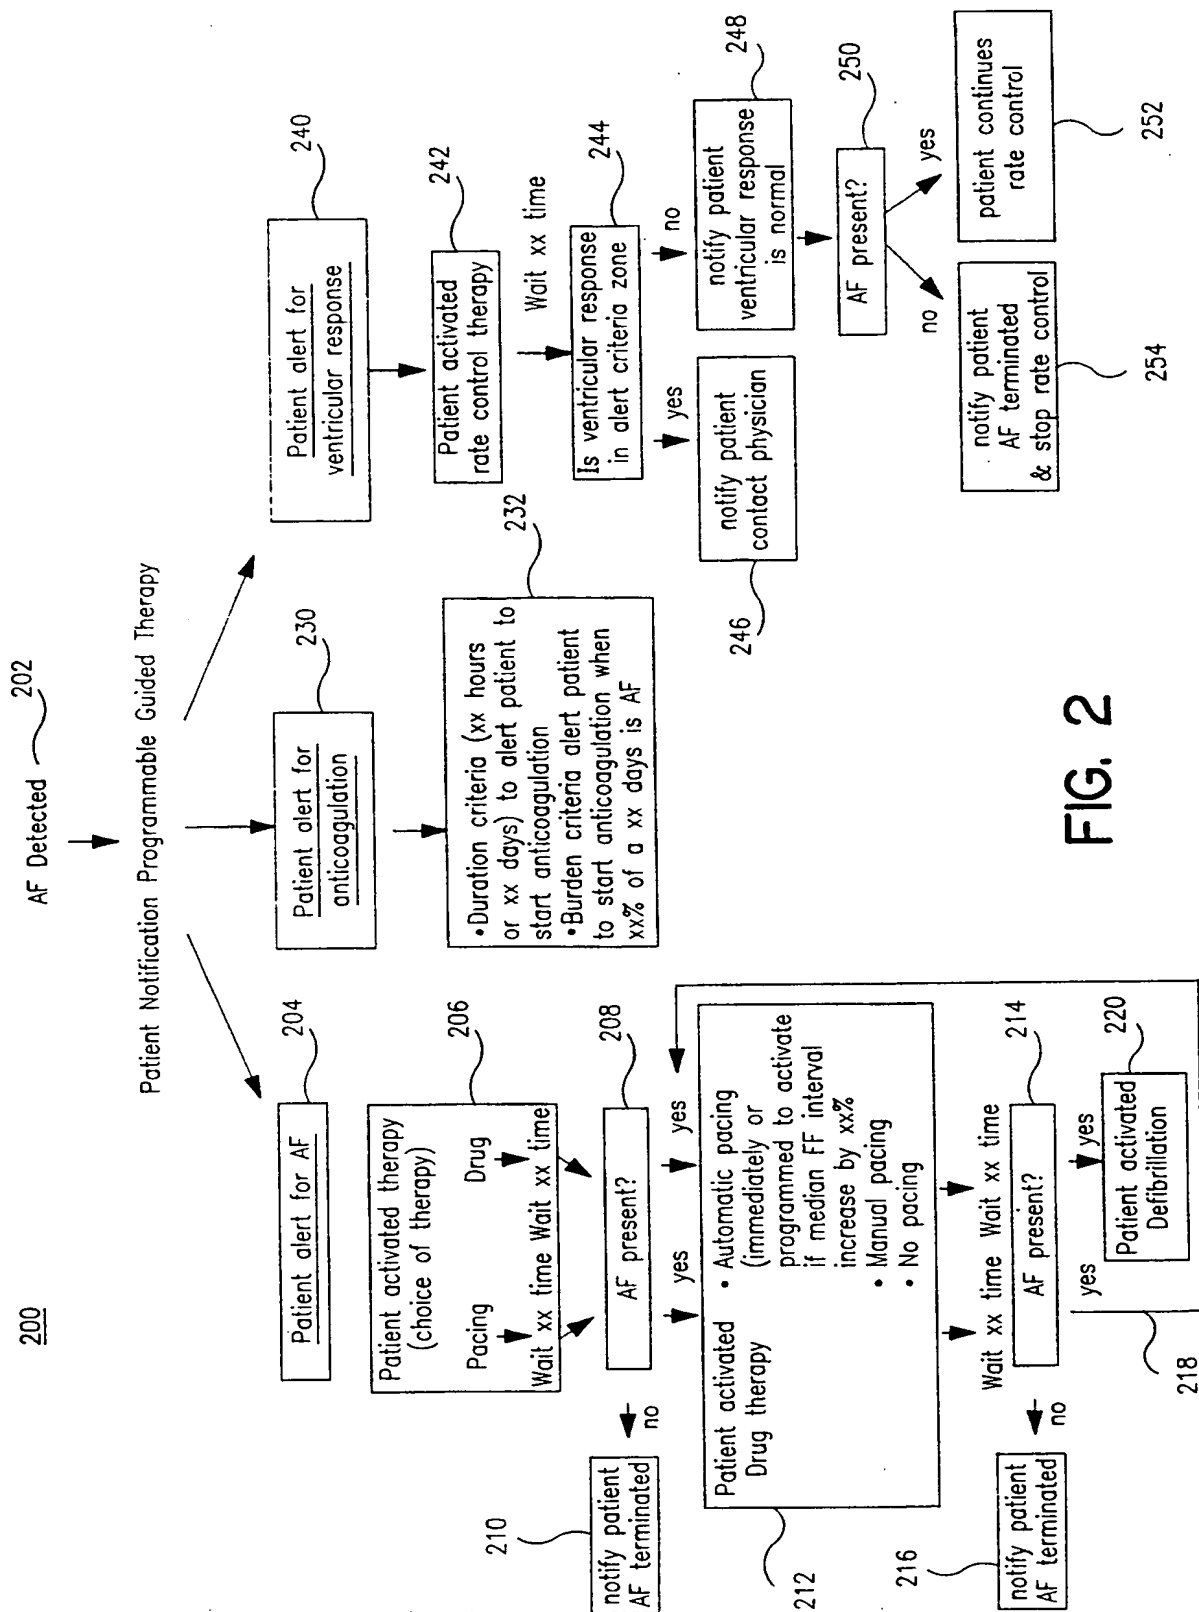 200
AF Detected
202
Patient Notification Programmable Guided Therapy
Patient alert for AF
204
Patient activated therapy
(choice of therapy)
Pacing
Drug
Wait xx time
Wait xx time
206
AF present?
208
no
notify patient
AF terminated
210
yes
yes
Patient activated
Drug therapy
• Automatic pacing
(immediately or
programmed to activate
if median FF interval
increase by xx%
• Manual pacing
• No pacing
212
Wait xx time
Wait xx time
AF present?
214
no
notify patient
AF terminated
216
yes
218
yes
Patient activated
Defibrillation
220
Patient alert for
anticoagulation
230
•Duration criteria (xx hours
or xx days) to alert patient to
start anticoagulation
•Burden criteria alert patient
to start anticoagulation when
xx% of a xx days is AF
232
Patient alert for
ventricular response
240
Patient activated
rate control therapy
242
Wait xx time
Is ventricular response
in alert criteria zone
244
yes
notify patient
contact physician
246
no
notify patient
ventricular response
is normal
248
AF present?
250
no
notify patient
AF terminated
& stop rate control
254
yes
patient continues
rate control
252
FIG. 2